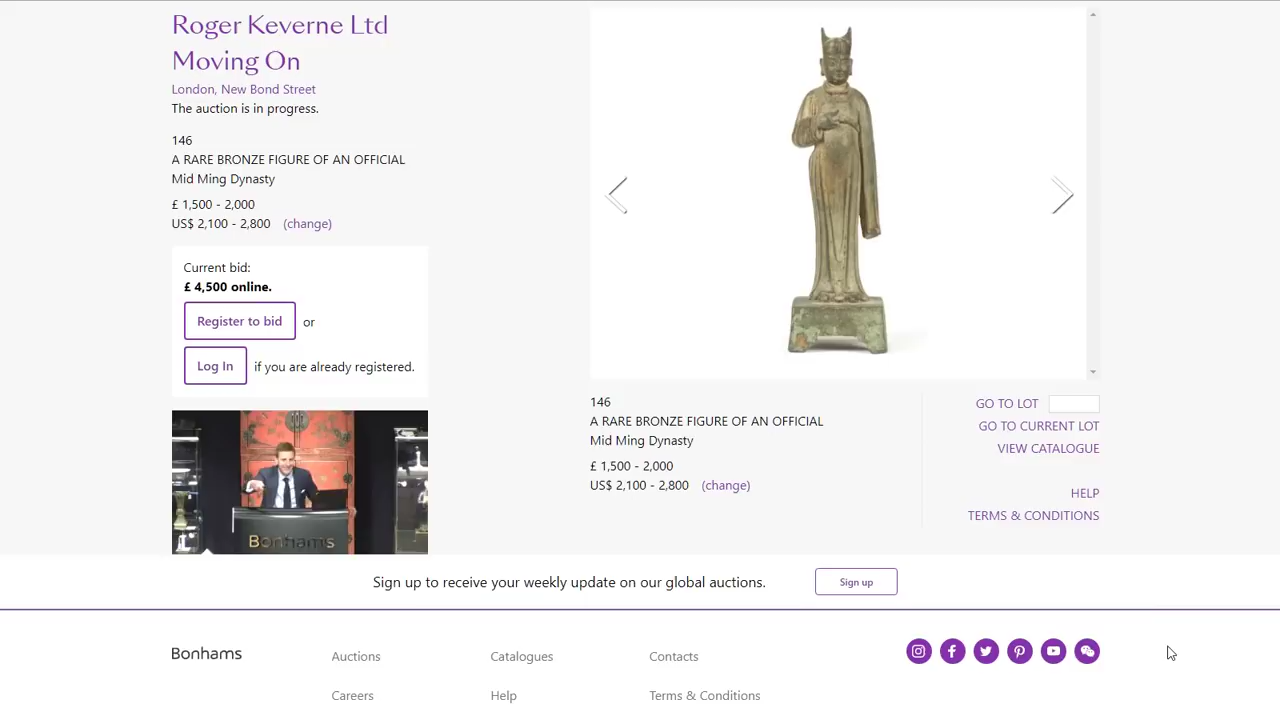 Roger Keverne Ltd
Moving On
London, New Bond Street
The auction is in progress.
146
A RARE BRONZE FIGURE OF AN OFFICIAL
Mid Ming Dynasty
£ 1,500 - 2,000
US$ 2,100 - 2,800 (change)
Current bid:
£ 4,500 online.
Register to bid or
Log In if you are already registered.
Bonhams
146
A RARE BRONZE FIGURE OF AN OFFICIAL
Mid Ming Dynasty
£ 1,500 - 2,000
US$ 2,100 - 2,800 (change)
GO TO LOT
GO TO CURRENT LOT
VIEW CATALOGUE
HELP
TERMS & CONDITIONS
Sign up to receive your weekly update on our global auctions. Sign up
Bonhams
Auctions Catalogues Contacts
Careers Help Terms & Conditions